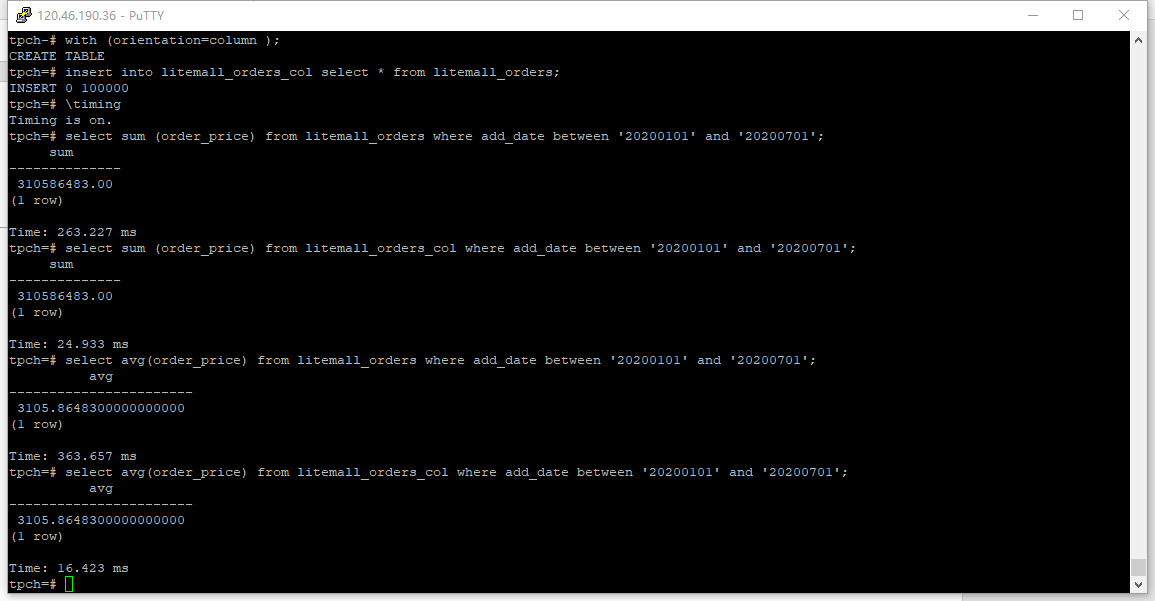 120.46.190.36 - PuTTY
tpch-# with (orientation=column );
CREATE TABLE
tpch=# insert into litemall_orders_col select * from litemall_orders;
INSERT 0 100000
tpch=# \timing
Timing is on.
tpch=# select sum (order_price) from litemall_orders where add_date between '20200101' and '20200701';
sum
--------------
310586483.00
(1 row)
Time: 263.227 ms
tpch=# select sum (order_price) from litemall_orders_col where add_date between '20200101' and '20200701';
sum
--------------
310586483.00
(1 row)
Time: 24.933 ms
tpch=# select avg(order_price) from litemall_orders where add_date between '20200101' and '20200701';
avg
-----------------------
3105.8648300000000000
(1 row)
Time: 363.657 ms
tpch=# select avg(order_price) from litemall_orders_col where add_date between '20200101' and '20200701';
avg
-----------------------
3105.8648300000000000
(1 row)
Time: 16.423 ms
tpch=#